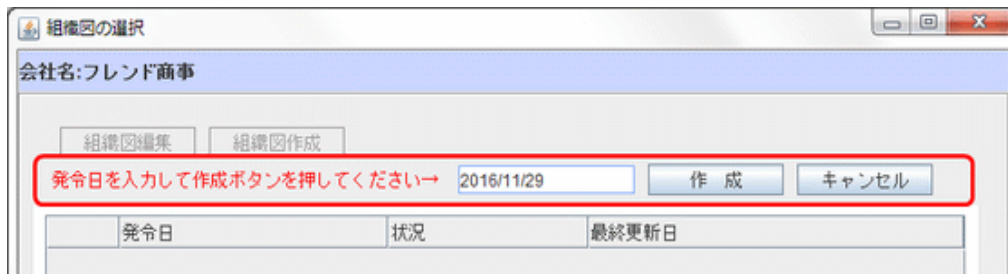 組織図の選択
会社名:フレンド商事
組織図編集 組織図作成
発令日を入力して作成ボタンを押してください→ 2016/11/29 作 成 キャンセル
発令日 状況 最終更新日